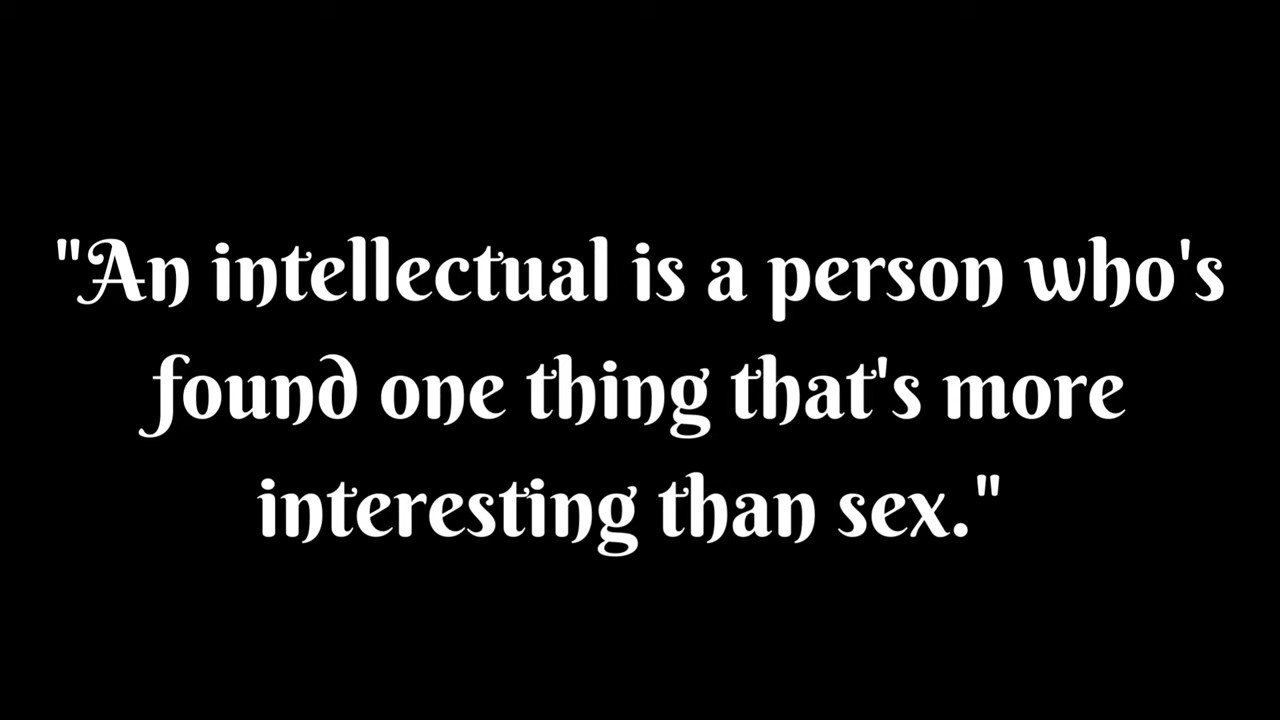 "An intellectual is a person who's
found one thing that's more
interesting than sex."